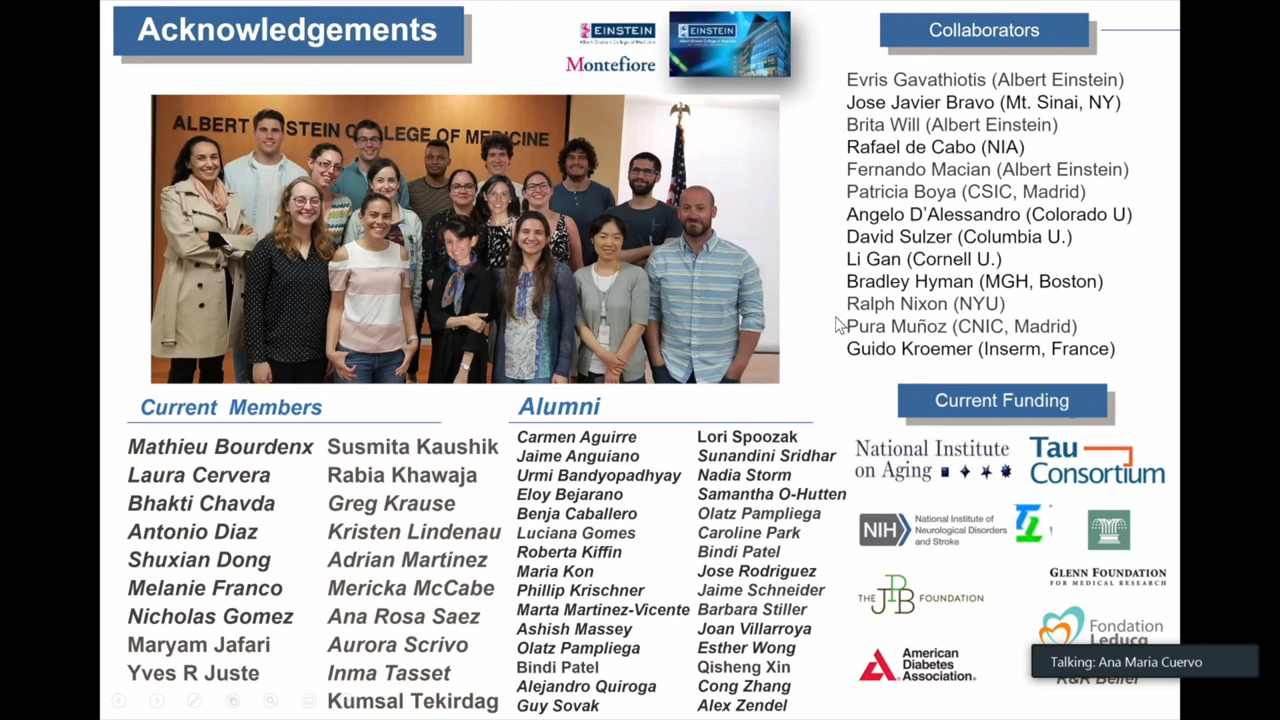 Acknowledgements
EINSTEIN
Albert Einstein College of Medicine
Montefiore
EINSTEIN
Collaborators
ALBERT EINSTEIN COLLEGE OF MEDICINE
Evris Gavathiotis (Albert Einstein)
Jose Javier Bravo (Mt. Sinai, NY)
Brita Will (Albert Einstein)
Rafael de Cabo (NIA)
Fernando Macian (Albert Einstein)
Patricia Boya (CSIC, Madrid)
Angelo D'Alessandro (Colorado U)
David Sulzer (Columbia U.)
Li Gan (Cornell U.)
Bradley Hyman (MGH, Boston)
Ralph Nixon (NYU)
Pura Muñoz (CNIC, Madrid)
Guido Kroemer (Inserm, France)
Current Members
Mathieu Bourdenx
Laura Cervera
Bhakti Chavda
Antonio Diaz
Shuxian Dong
Melanie Franco
Nicholas Gomez
Maryam Jafari
Yves R Juste
Susmita Kaushik
Rabia Khawaja
Greg Krause
Kristen Lindenau
Adrian Martinez
Mericka McCabe
Ana Rosa Saez
Aurora Scrivo
Inma Tasset
Kumsal Tekirdag
Alumni
Carmen Aguirre
Jaime Anguiano
Urmi Bandyopadhyay
Eloy Bejarano
Benja Caballero
Luciana Gomes
Roberta Kiffin
Maria Kon
Phillip Krischner
Marta Martinez-Vicente
Ashish Massey
Olatz Pampliega
Bindi Patel
Alejandro Quiroga
Guy Sovak
Lori Spoozak
Sunandini Sridhar
Nadia Storm
Samantha O-Hutten
Olatz Pampliega
Caroline Park
Bindi Patel
Jose Rodriguez
Jaime Schneider
Barbara Stiller
Joan Villarroya
Esther Wong
Qisheng Xin
Cong Zhang
Alex Zendel
Current Funding
National Institute
on Aging
Tau
Consortium
NIH
National Institute of
Neurological Disorders
and Stroke
GLENN FOUNDATION
FOR MEDICAL RESEARCH
THE JPB FOUNDATION
Fondation
Leducq
American
Diabetes
Association.
Talking: Ana Maria Cuervo
R&R Belfer